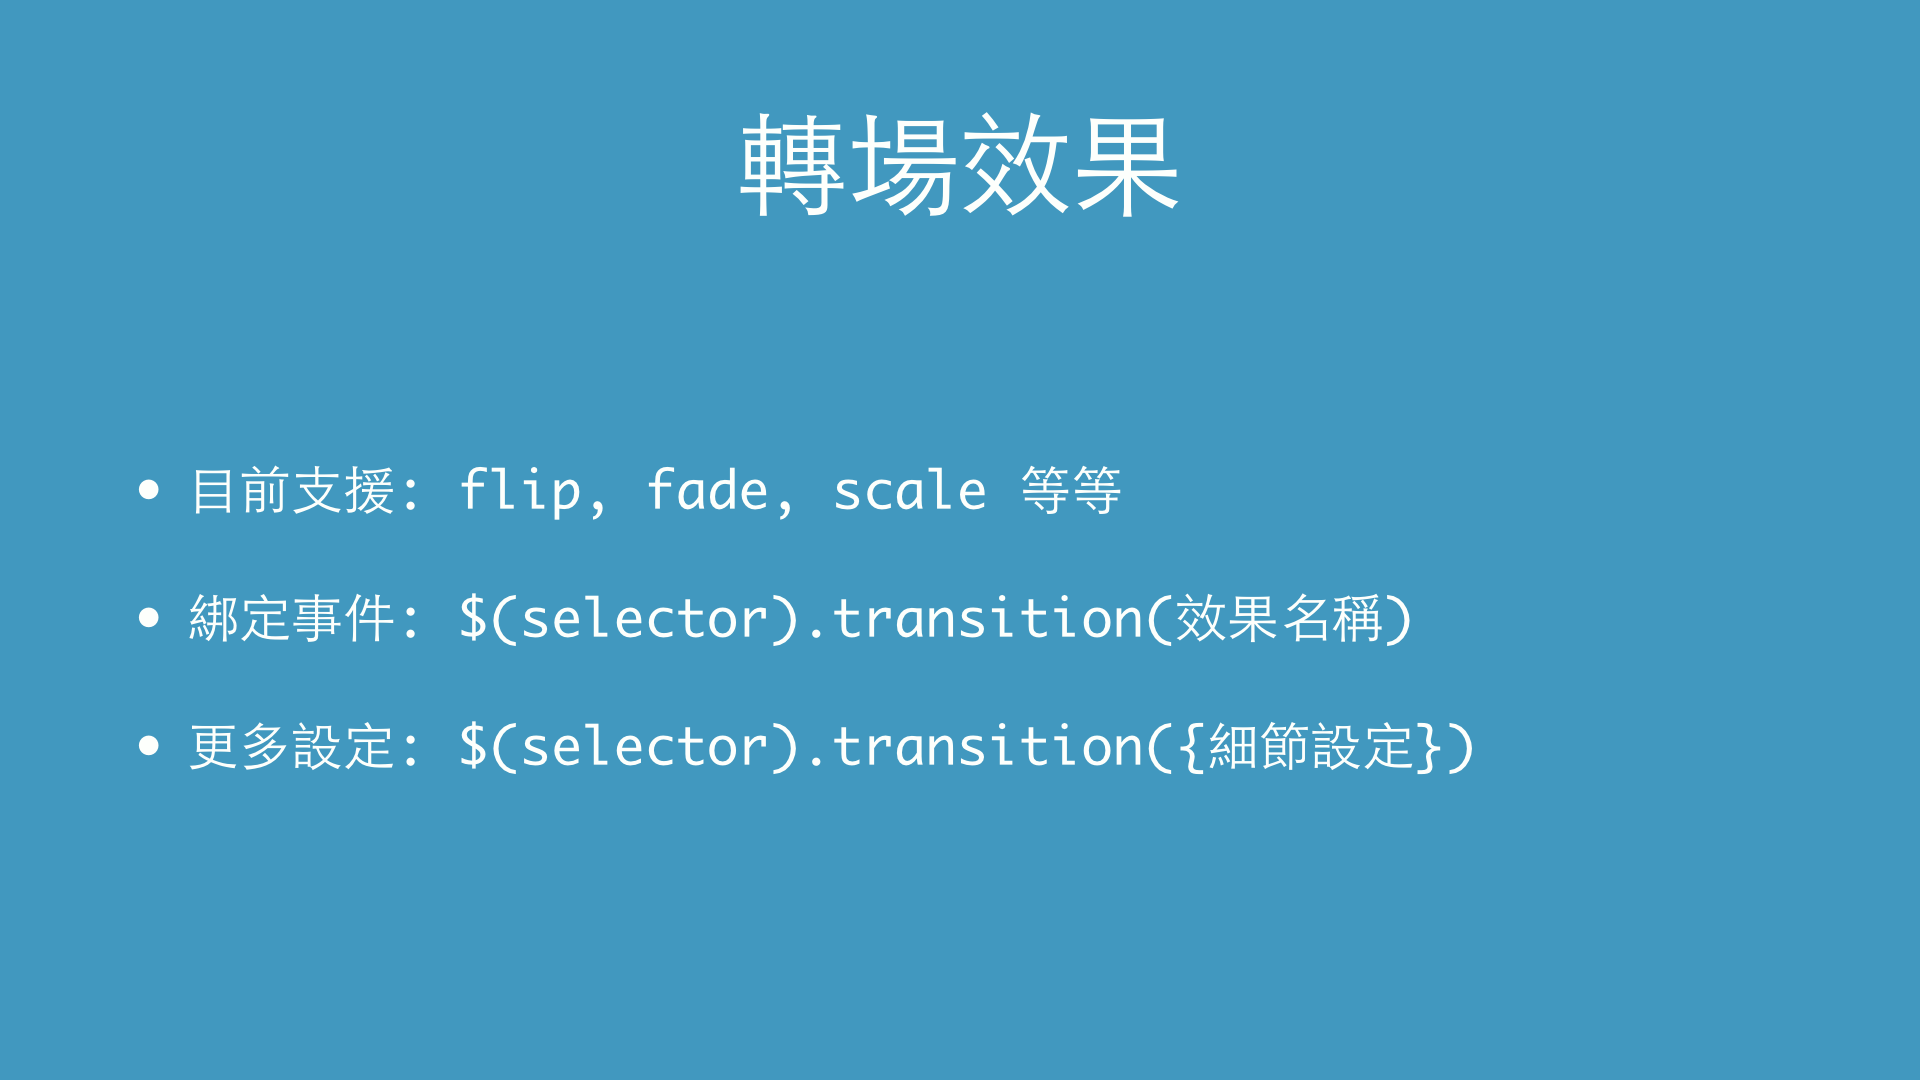 轉場效果
• 目前支援: flip, fade, scale 等等
• 綁定事件: $(selector).transition(效果名稱)
• 更多設定: $(selector).transition({細節設定})